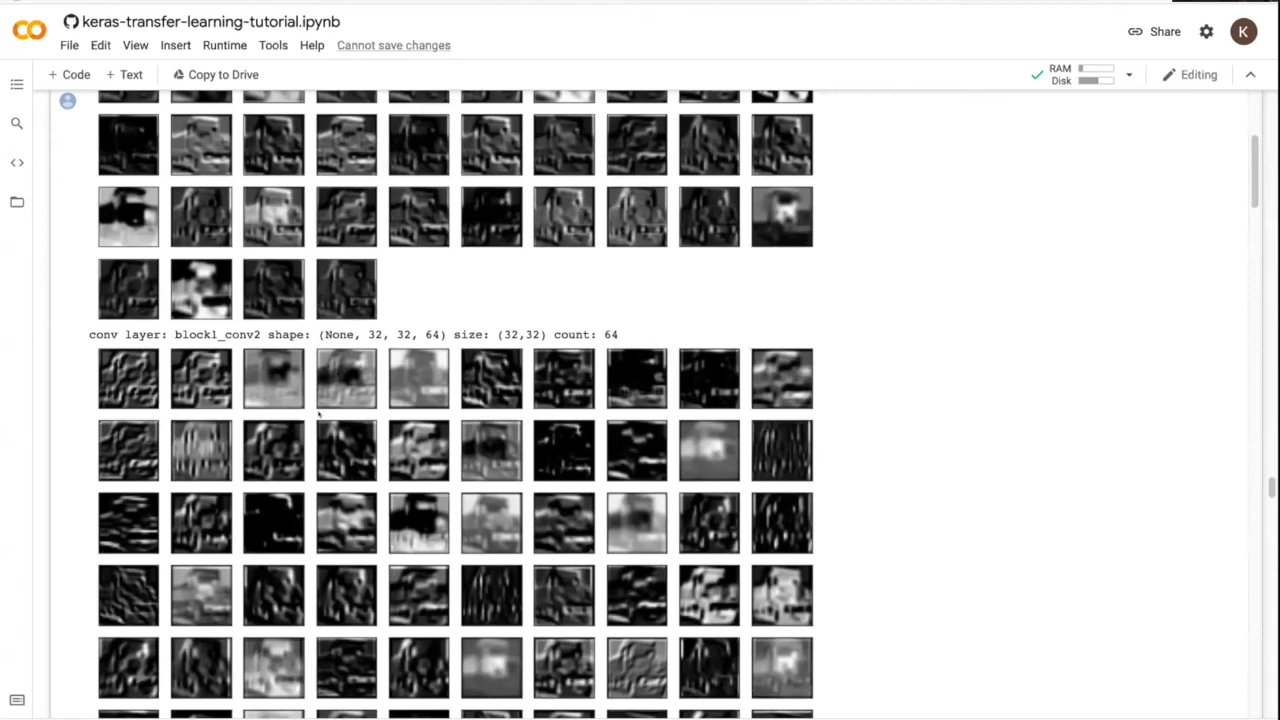 keras-transfer-learning-tutorial.ipynb
File Edit View Insert Runtime Tools Help Cannot save changes
Share
K
+ Code + Text Copy to Drive
RAM
Disk
Editing
conv layer: block1_conv2 shape: (None, 32, 32, 64) size: (32,32) count: 64